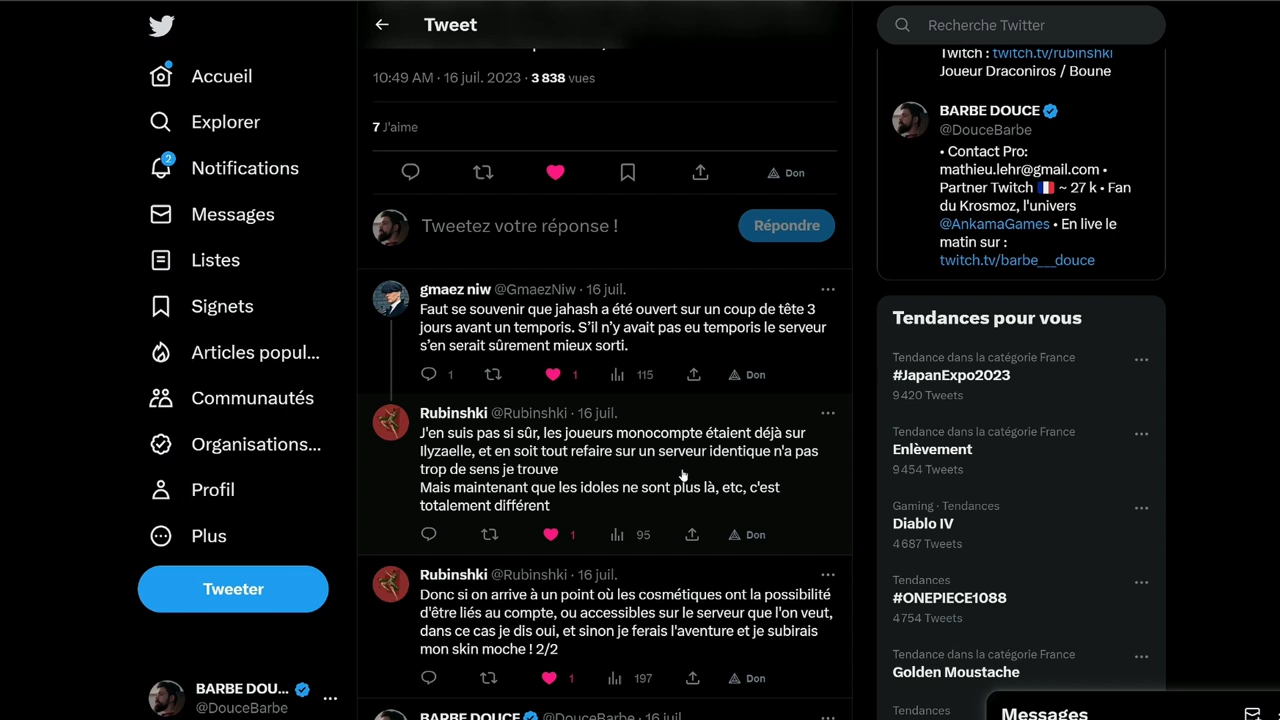 Accueil
Explorer
2
Notifications
Messages
Listes
Signets
Articles popul...
Communautés
Organisations...
Profil
Plus
Tweeter
BARBE DOU...
@DouceBarbe
Tweet
10:49 AM · 16 juil. 2023 · 3 838 vues
7 J'aime
Don
Tweetez votre réponse !
Répondre
gmaez niw @GmaezNiw · 16 juil.
Faut se souvenir que jahash a été ouvert sur un coup de tête 3
jours avant un temporis. S’il n’y avait pas eu temporis le serveur
s’en serait sûrement mieux sorti.
1 1 115 Don
Rubinshki @Rubinshki · 16 juil.
J'en suis pas si sûr, les joueurs monocompte étaient déjà sur
Ilyzaelle, et en soit tout refaire sur un serveur identique n'a pas
trop de sens je trouve
Mais maintenant que les idoles ne sont plus là, etc, c'est
totalement différent
1 95 Don
Rubinshki @Rubinshki · 16 juil.
Donc si on arrive à un point où les cosmétiques ont la possibilité
d'être liés au compte, ou accessibles sur le serveur que l'on veut,
dans ce cas je dis oui, et sinon je ferais l'aventure et je subirais
mon skin moche ! 2/2
1 197 Don
BARBE DOUCE @DouceBarbe · 16 juil.
Recherche Twitter
Twitch : twitch.tv/rubinshki
Joueur Draconiros / Boune
BARBE DOUCE
@DouceBarbe
• Contact Pro:
mathieu.lehr@gmail.com •
Partner Twitch 🇫🇷 ~ 27 k • Fan
du Krosmoz, l'univers
@AnkamaGames • En live le
matin sur :
twitch.tv/barbe___douce
Tendances pour vous
Tendance dans la catégorie France
#JapanExpo2023
9 420 Tweets
Tendance dans la catégorie France
Enlèvement
9 454 Tweets
Gaming · Tendances
Diablo IV
4 687 Tweets
Tendances
#ONEPIECE1088
4 754 Tweets
Tendance dans la catégorie France
Golden Moustache
Tendances
Messages